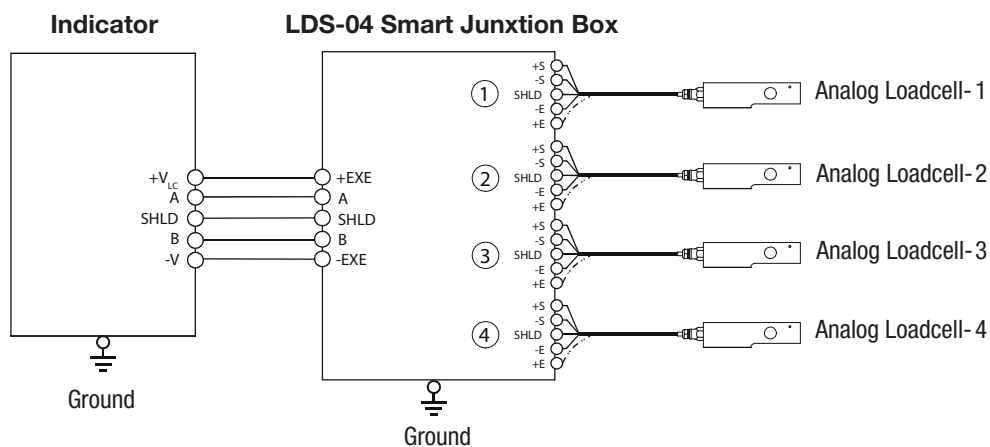 Indicator
LDS-04 Smart Junxtion Box
+V LC
A
SHLD
B
-V
Ground
+EXE
A
SHLD
B
-EXE
Ground
1
+S
-S
SHLD
-E
+E
Analog Loadcell-1
2
+S
-S
SHLD
-E
+E
Analog Loadcell-2
3
+S
-S
SHLD
-E
+E
Analog Loadcell-3
4
+S
-S
SHLD
-E
+E
Analog Loadcell-4